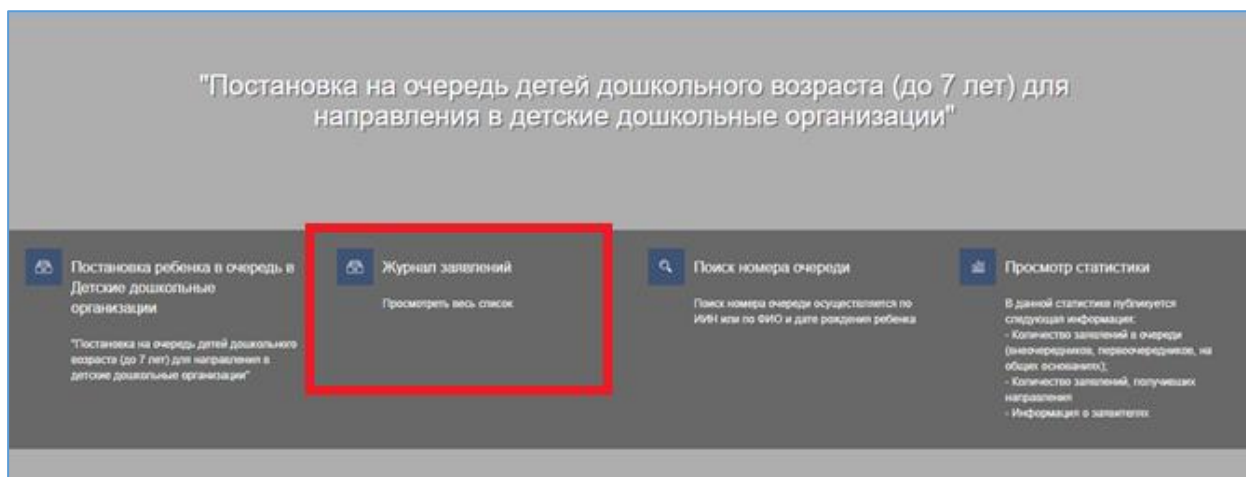 "Постановка на очередь детей дошкольного возраста (до 7 лет) для
направления в детские дошкольные организации"
Постановка ребенка в очередь в
Детские дошкольные
организации
"Постановка на очередь детей дошкольного
возраста (до 7 лет) для направления в
детские дошкольные организации"
Журнал заявлений
Просмотреть весь список
Поиск номера очереди
Поиск номера очереди осуществляется по
ИИН или по ФИО и дате рождения ребенка
Просмотр статистики
В данной статистике публикуется
следующая информация:
- Количество заявлений в очереди
(внеочередников, первоочередников, на
общих основаниях);
- Количество заявлений, получивших
направления
- Информация о заявителях